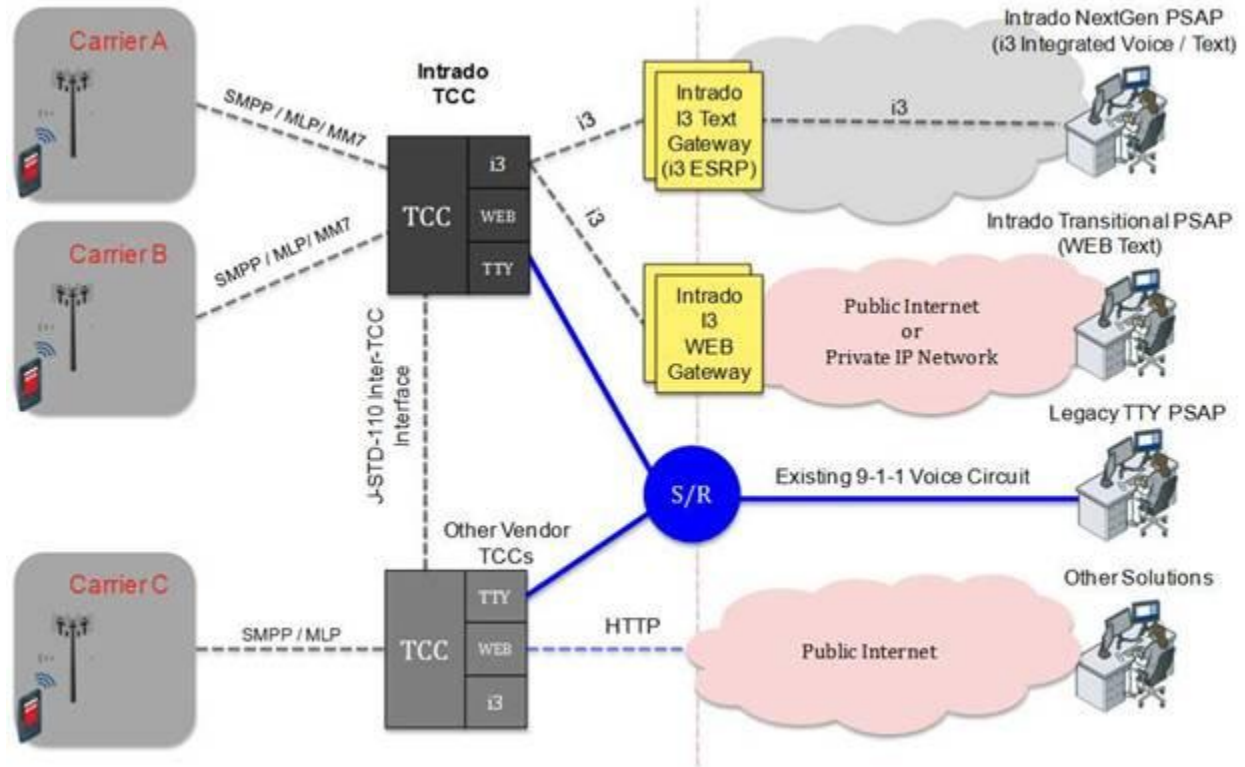 Carrier A
SMPP / MLP/ MM7
Intrado
TCC
TCC
i3
WEB
TTY
i3
i3
Intrado
I3 Text
Gateway
(i3 ESRP)
i3
Intrado NextGen PSAP
(i3 Integrated Voice / Text)
Carrier B
SMPP / MLP/ MM7
Intrado
I3
WEB
Gateway
Public Internet
or
Private IP Network
Intrado Transitional PSAP
(WEB Text)
J-STD-110 Inter-TCC
Interface
S/R
Existing 9-1-1 Voice Circuit
Legacy TTY PSAP
Carrier C
SMPP / MLP
Other Vendor
TCCs
TCC
TTY
WEB
i3
HTTP
Public Internet
Other Solutions